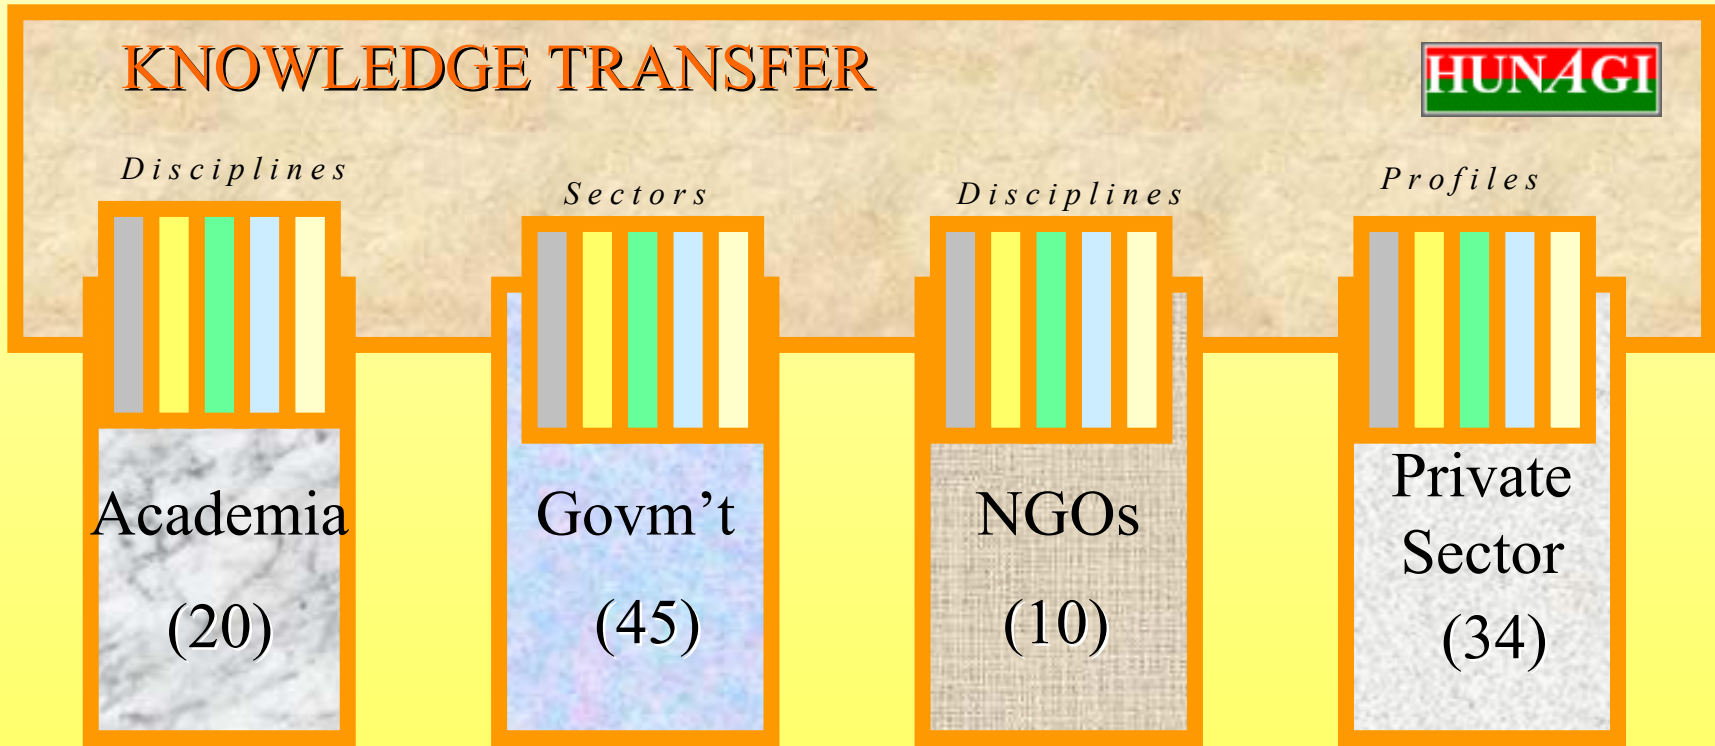 KNOWLEDGE TRANSFER
HUNAGI
Disciplines
Sectors
Disciplines
Profiles
Academia
(20)
Govm’t
(45)
NGOs
(10)
Private
Sector
(34)